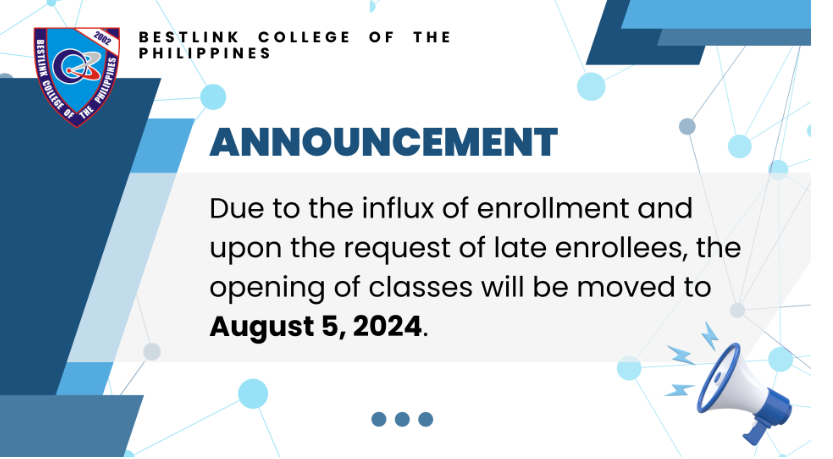 BESTLINK COLLEGE OF THE
PHILIPPINES
2002
BESTLINK COLLEGE OF THE PHILIPPINES
ANNOUNCEMENT
Due to the influx of enrollment and
upon the request of late enrollees, the
opening of classes will be moved to
August 5, 2024.